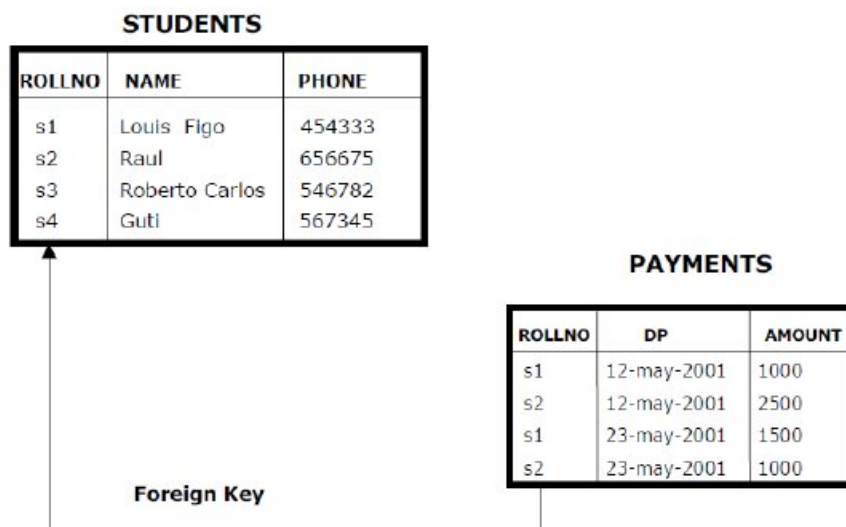 STUDENTS
ROLLNO NAME PHONE
s1 Louis Figo 454333
s2 Raul 656675
s3 Roberto Carlos 546782
s4 Guti 567345
PAYMENTS
ROLLNO DP AMOUNT
s1 12-may-2001 1000
s2 12-may-2001 2500
s1 23-may-2001 1500
s2 23-may-2001 1000
Foreign Key